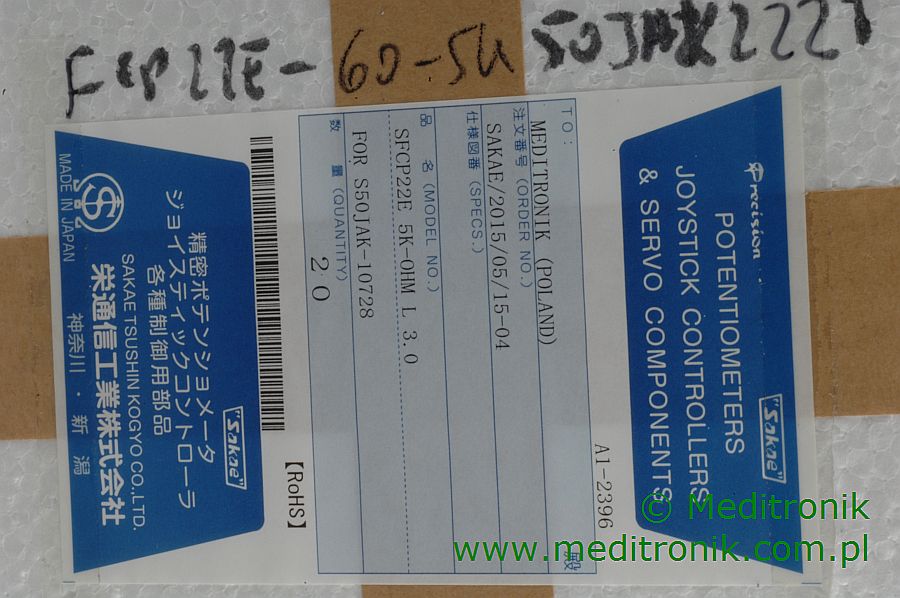 FCP22E-60-5K 50JAK2221
"Sakae"
Precision
POTENTIOMETERS
JOYSTICK CONTROLLERS
& SERVO COMPONENTS
A1-2396
TO: 殿
MEDITRONIK (POLAND)
注文番号 (ORDER NO.)
SAKAE/2015/05/15-04
仕様図番 (SPECS.)
品 名 (MODEL NO.)
SFCP22E 5K-OHM L 3.0
FOR S50JAK-10728
数 量 (QUANTITY)
20
【RoHS】
"Sakae"
精密ポテンショメータ
ジョイスティックコントローラ
各種制御用部品
SAKAE TSUSHIN KOGYO CO.,LTD.
栄通信工業株式会社
神奈川・新潟
MADE IN JAPAN
© Meditronik
www.meditronik.com.pl